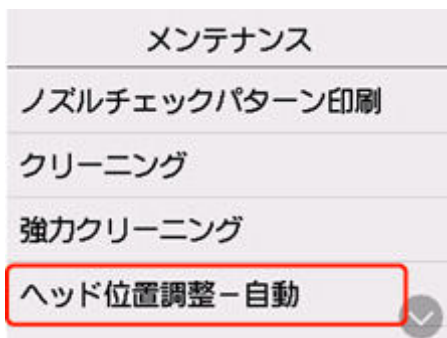 メンテナンス
ノズルチェックパターン印刷
クリーニング
強力クリーニング
ヘッド位置調整－自動